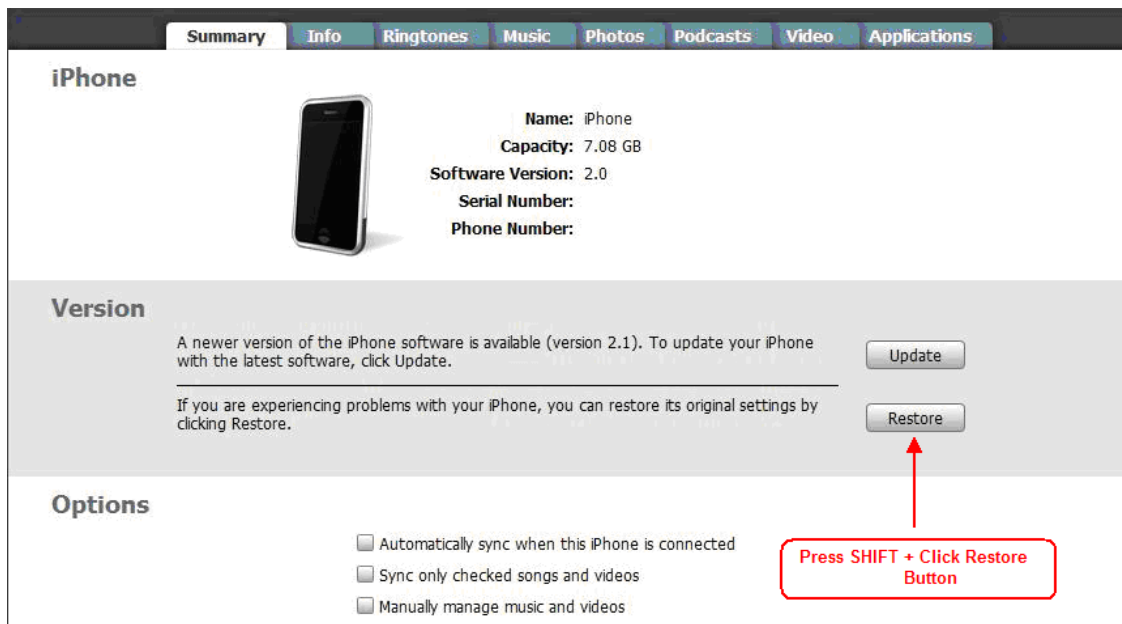 Summary Info Ringtones Music Photos Podcasts Video Applications
iPhone
Name: iPhone
Capacity: 7.08 GB
Software Version: 2.0
Serial Number:
Phone Number:
Version
A newer version of the iPhone software is available (version 2.1). To update your iPhone
with the latest software, click Update.
Update
If you are experiencing problems with your iPhone, you can restore its original settings by
clicking Restore.
Restore
Options
Automatically sync when this iPhone is connected
Sync only checked songs and videos
Manually manage music and videos
Press SHIFT + Click Restore
Button